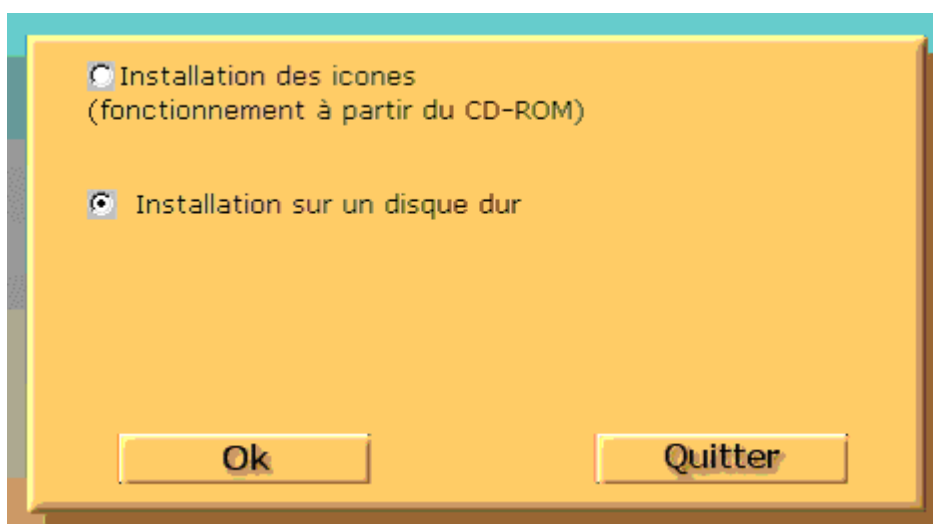 Installation des icones
(fonctionnement à partir du CD-ROM)
Installation sur un disque dur
Ok
Quitter